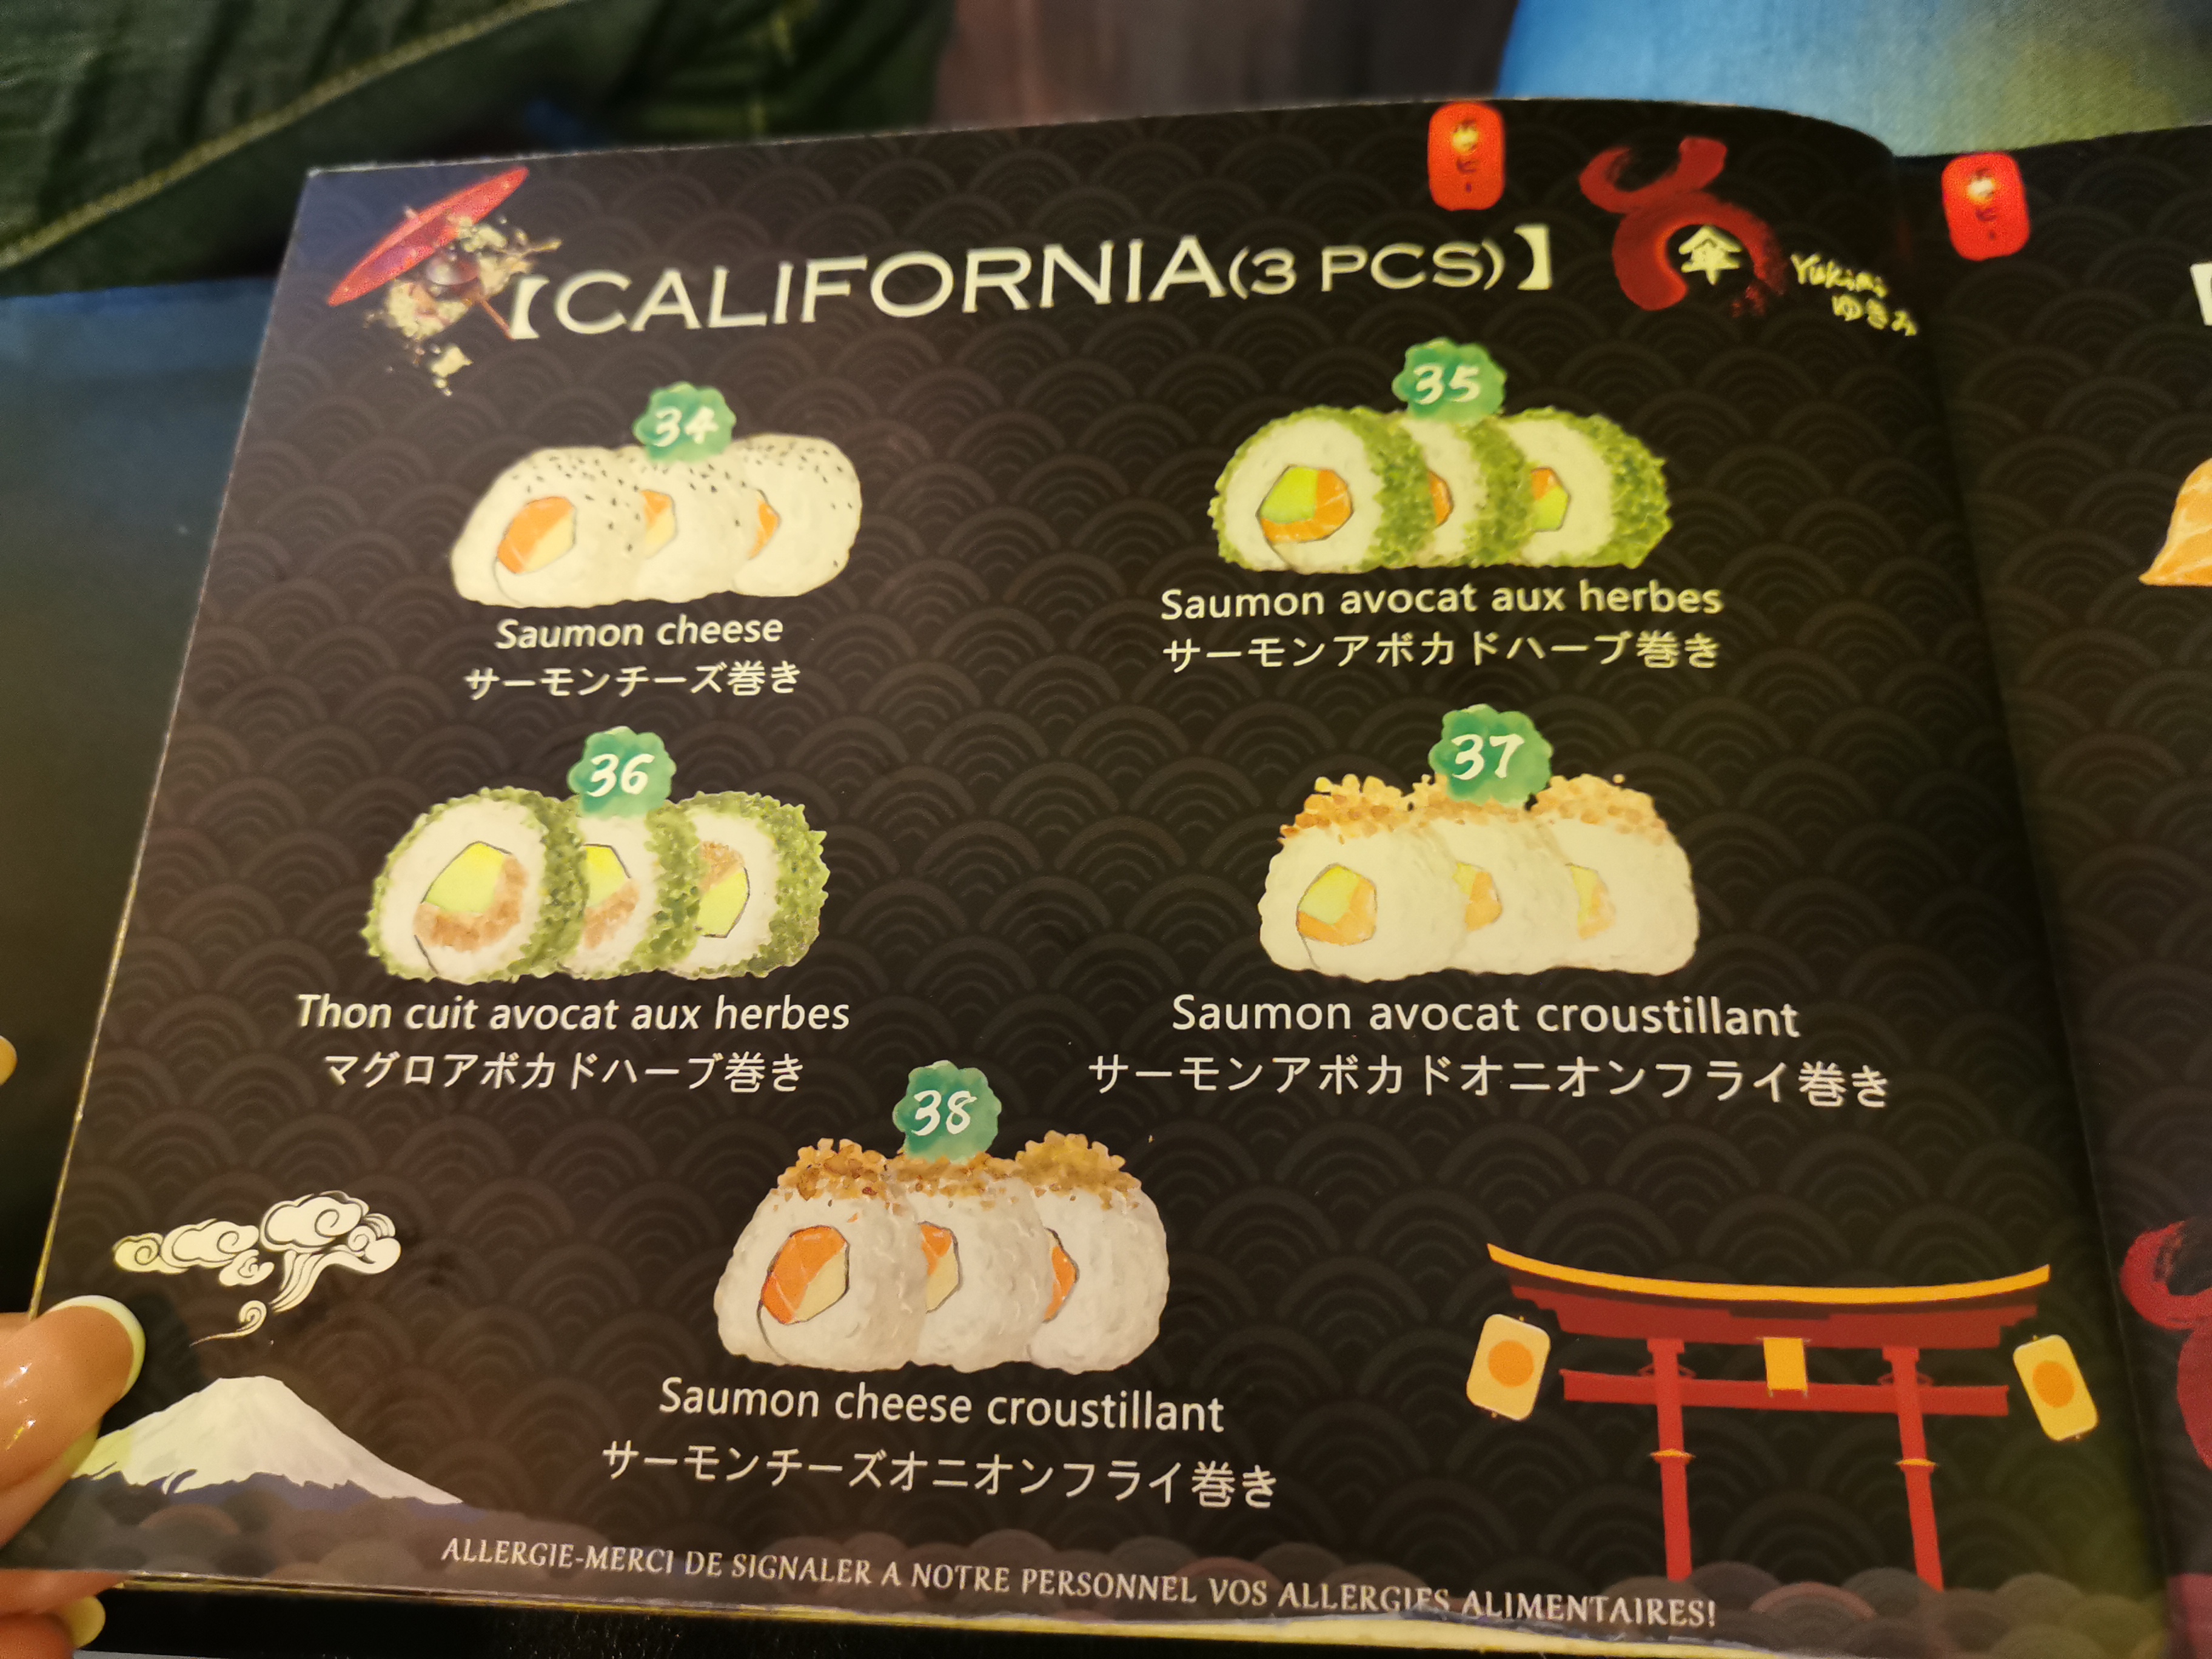 【CALIFORNIA(3 PCS)】
傘
Yukimi
ゆきみ
34
Saumon cheese
サーモンチーズ巻き
35
Saumon avocat aux herbes
サーモンアボカドハーブ巻き
36
Thon cuit avocat aux herbes
マグロアボカドハーブ巻き
37
Saumon avocat croustillant
サーモンアボカドオニオンフライ巻き
38
Saumon cheese croustillant
サーモンチーズオニオンフライ巻き
ALLERGIE-MERCI DE SIGNALER A NOTRE PERSONNEL VOS ALLERGIES ALIMENTAIRES!